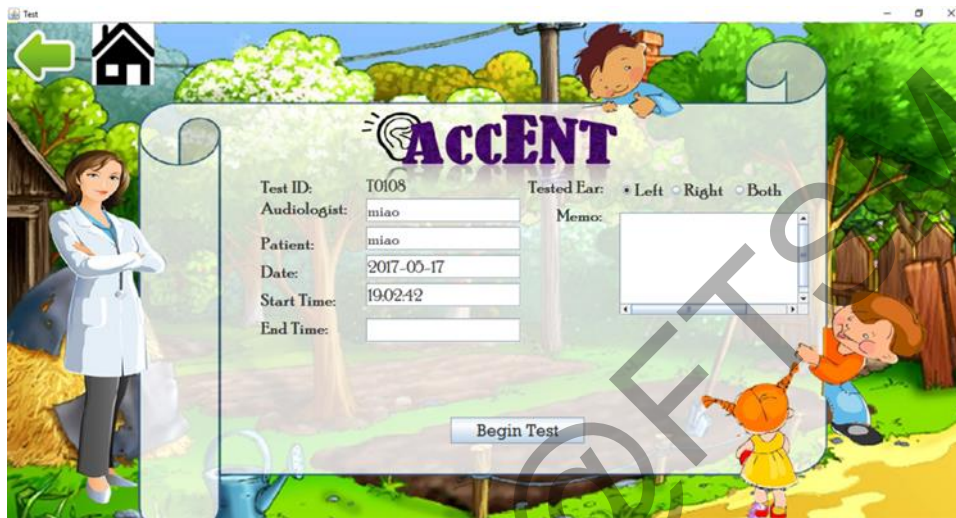 Test
AccENT
Test ID: T0108
Audiologist: miao
Patient: miao
Date: 2017-05-17
Start Time: 19:02:42
End Time:
Tested Ear: Left Right Both
Memo:
Begin Test
@FTSM